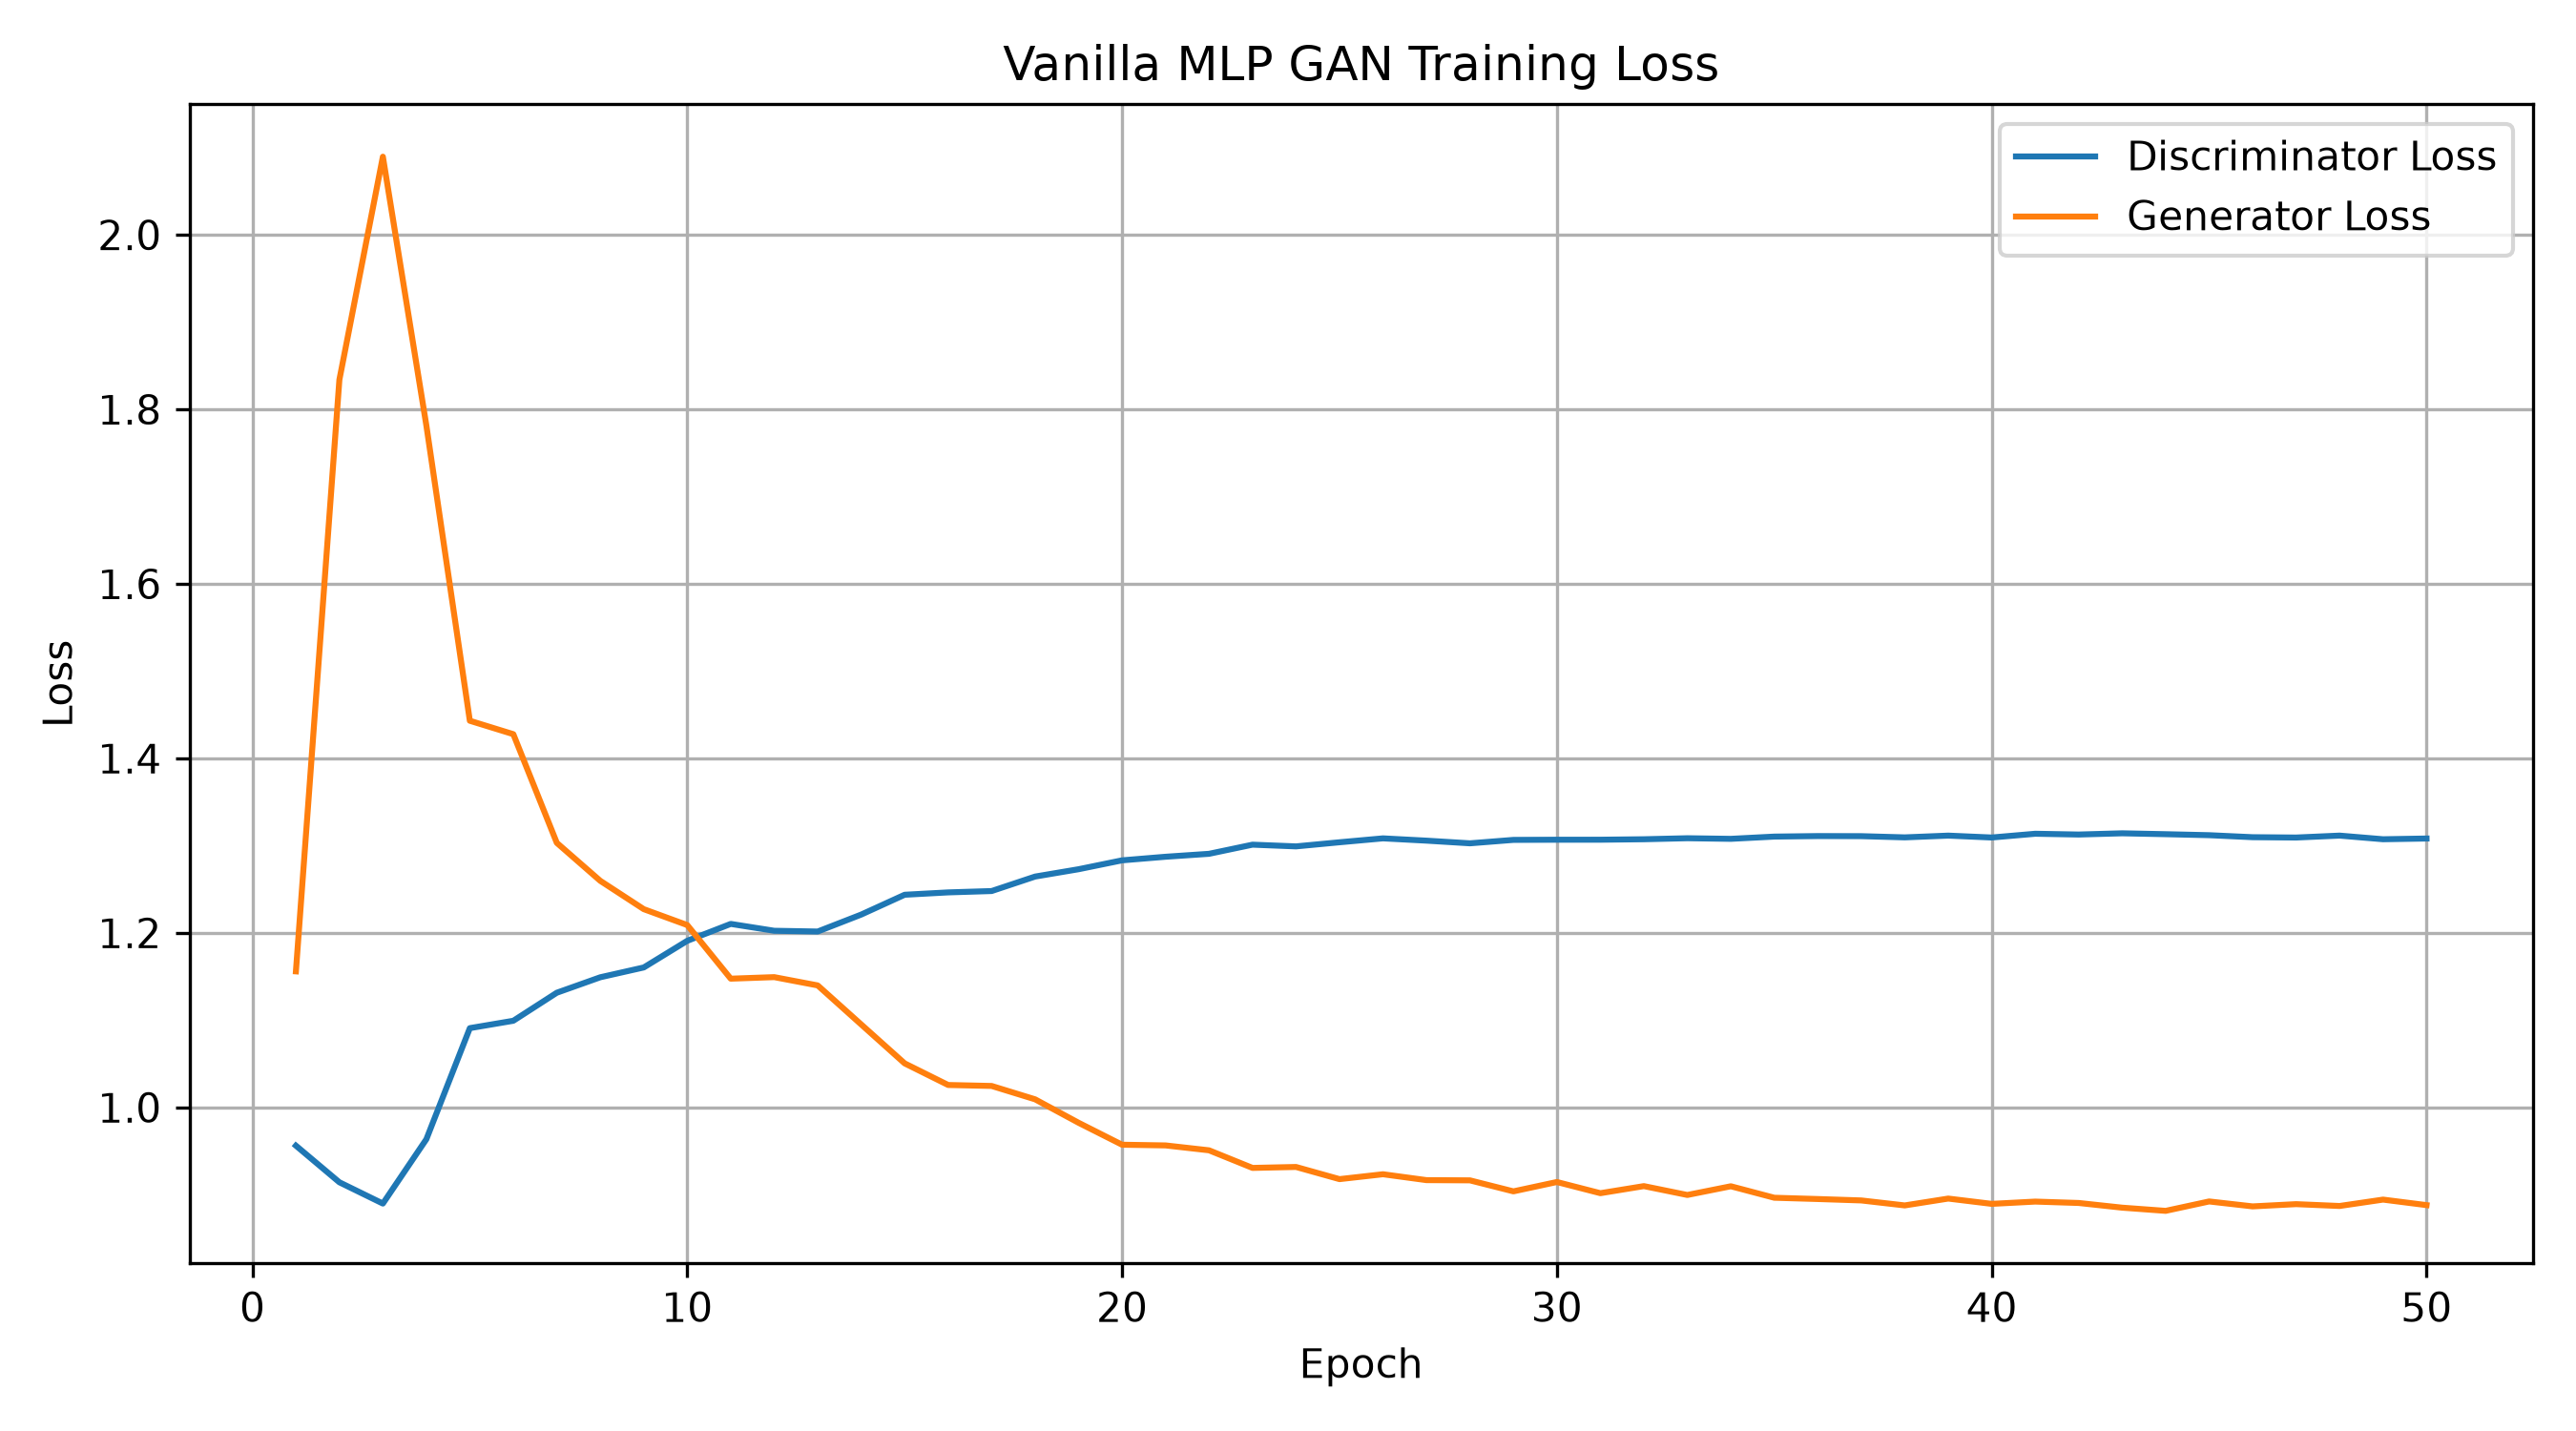 Vanilla MLP GAN Training Loss
Discriminator Loss
Generator Loss
2.0
1.8
1.6
1.4
1.2
1.0
Loss
0 10 20 30 40 50
Epoch